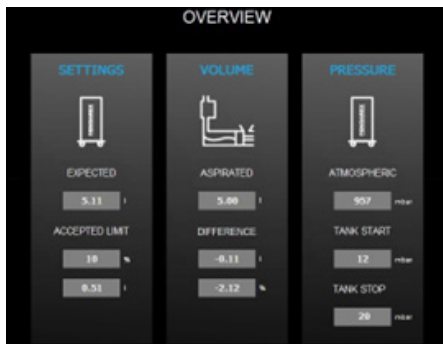 OVERVIEW
SETTINGS
EXPECTED
5.11 l
ACCEPTED LIMIT
10 %
0.51 l
VOLUME
ASPIRATED
5.00 l
DIFFERENCE
-0.11 l
-2.12 %
PRESSURE
ATMOSPHERIC
957 mbar
TANK START
12 mbar
TANK STOP
20 mbar